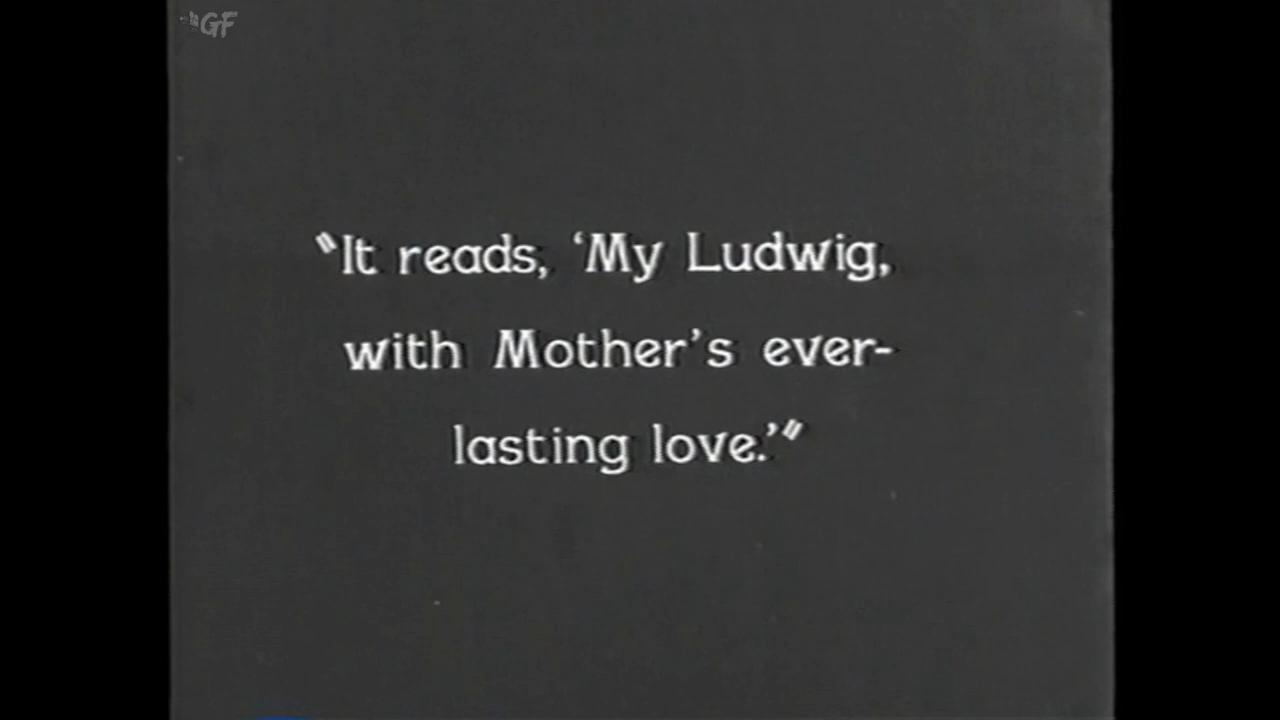 GF
"It reads, 'My Ludwig,
with Mother's ever-
lasting love.'"